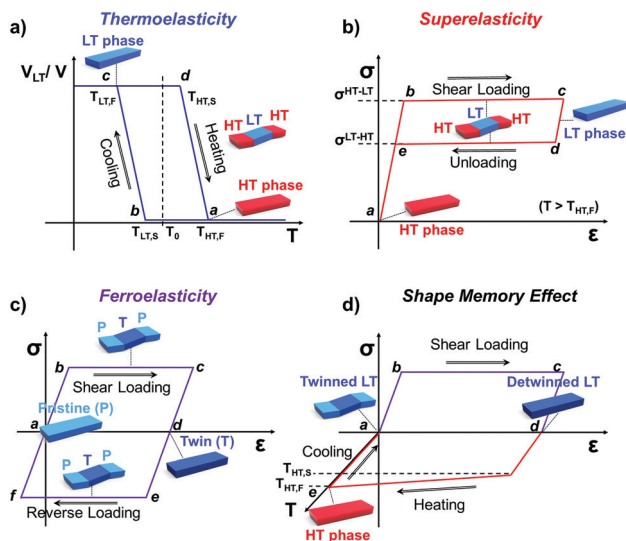 a)
Thermoelasticity
LT phase
V_LT/ V
c
d
T_LT,F
T_HT,S
HT LT HT
Cooling
Heating
HT phase
b
a
T
T_LT,S
T_0
T_HT,F
b)
Superelasticity
σ
Shear Loading
σ^HT-LT
b
c
LT
HT
HT
LT phase
σ^LT-HT
e
d
Unloading
a
(T > T_HT,F)
HT phase
ε
c)
Ferroelasticity
P T P
σ
b
c
Shear Loading
Pristine (P)
a
d
ε
P T P
Twin (T)
f
e
Reverse Loading
d)
Shape Memory Effect
σ
Shear Loading
b
c
Twinned LT
Detwinned LT
a
d
ε
Cooling
T_HT,S
T_HT,F
e
T
Heating
HT phase